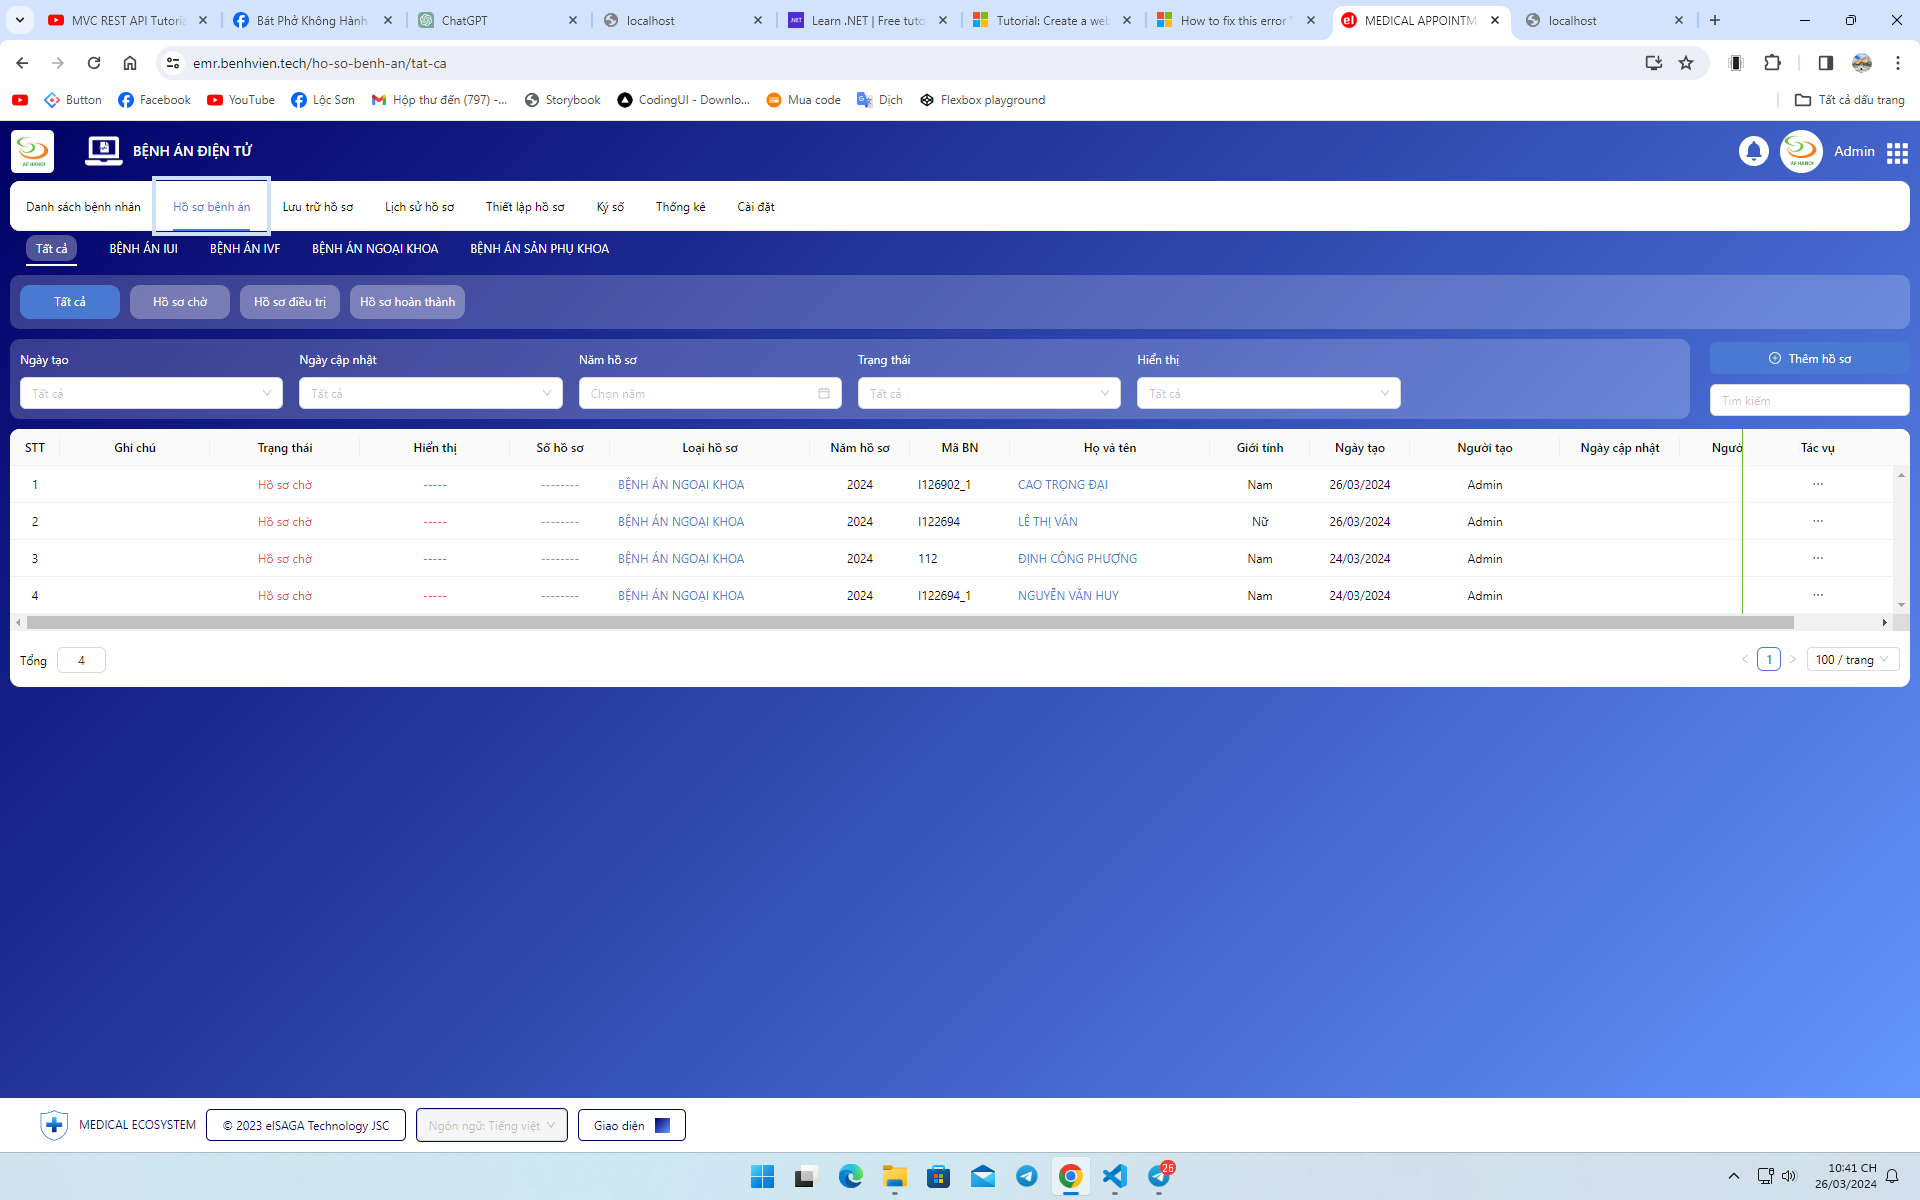 MVC REST API Tutoria
Bát Phở Không Hành
ChatGPT
localhost
Learn .NET | Free tuto
Tutorial: Create a web
How to fix this error "
MEDICAL APPOINTM
localhost
emr.benhvien.tech/ho-so-benh-an/tat-ca
Button
Facebook
YouTube
Lộc Sơn
Hộp thư đến (797) -...
Storybook
CodingUI - Downlo...
Mua code
Dịch
Flexbox playground
Tất cả dấu trang
AF HANOI
BỆNH ÁN ĐIỆN TỬ
AF HANOI
Admin
Danh sách bệnh nhân
Hồ sơ bệnh án
Lưu trữ hồ sơ
Lịch sử hồ sơ
Thiết lập hồ sơ
Ký số
Thống kê
Cài đặt
Tất cả
BỆNH ÁN IUI
BỆNH ÁN IVF
BỆNH ÁN NGOẠI KHOA
BỆNH ÁN SẢN PHỤ KHOA
Tất cả
Hồ sơ chờ
Hồ sơ điều trị
Hồ sơ hoàn thành
Ngày tạo
Ngày cập nhật
Năm hồ sơ
Trạng thái
Hiển thị
Thêm hồ sơ
Tất cả
Tất cả
Chọn năm
Tất cả
Tất cả
Tìm kiếm
STT Ghi chú Trạng thái Hiển thị Số hồ sơ Loại hồ sơ Năm hồ sơ Mã BN Họ và tên Giới tính Ngày tạo Người tạo Ngày cập nhật Ngườ Tác vụ
1 Hồ sơ chờ ----- -------- BỆNH ÁN NGOẠI KHOA 2024 I126902_1 CAO TRỌNG ĐẠI Nam 26/03/2024 Admin ...
2 Hồ sơ chờ ----- -------- BỆNH ÁN NGOẠI KHOA 2024 I122694 LÊ THỊ VÂN Nữ 26/03/2024 Admin ...
3 Hồ sơ chờ ----- -------- BỆNH ÁN NGOẠI KHOA 2024 112 ĐỊNH CÔNG PHƯỢNG Nam 24/03/2024 Admin ...
4 Hồ sơ chờ ----- -------- BỆNH ÁN NGOẠI KHOA 2024 I122694_1 NGUYỄN VĂN HUY Nam 24/03/2024 Admin ...
Tổng 4
1
100 / trang
MEDICAL ECOSYSTEM
© 2023 eISAGA Technology JSC
Ngôn ngữ: Tiếng việt
Giao diện
26
10:41 CH
26/03/2024